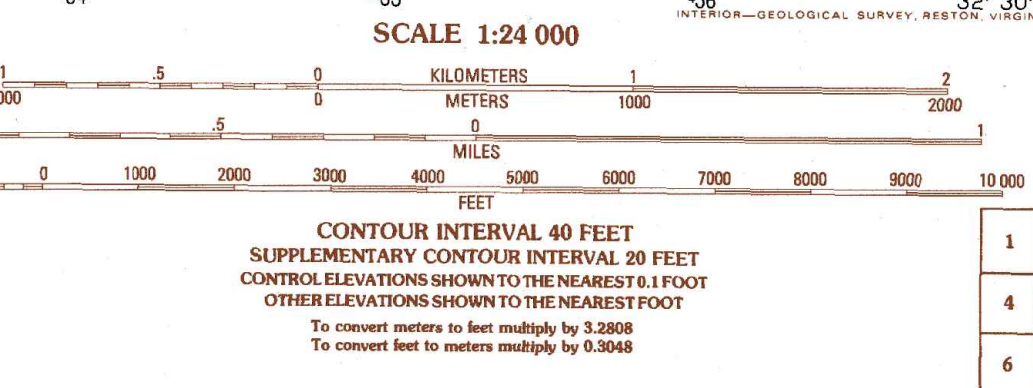 INTERIOR—GEOLOGICAL SURVEY, RESTON, VIRGIN
SCALE 1:24 000
1 .5 0 KILOMETERS 1 2
000 0 METERS 1000 2000
.5 0 1
MILES
0 1000 2000 3000 4000 5000 6000 7000 8000 9000 10 000
FEET
CONTOUR INTERVAL 40 FEET
SUPPLEMENTARY CONTOUR INTERVAL 20 FEET
CONTROL ELEVATIONS SHOWN TO THE NEAREST 0.1 FOOT
OTHER ELEVATIONS SHOWN TO THE NEAREST FOOT
To convert meters to feet multiply by 3.2808
To convert feet to meters multiply by 0.3048
1
4
6